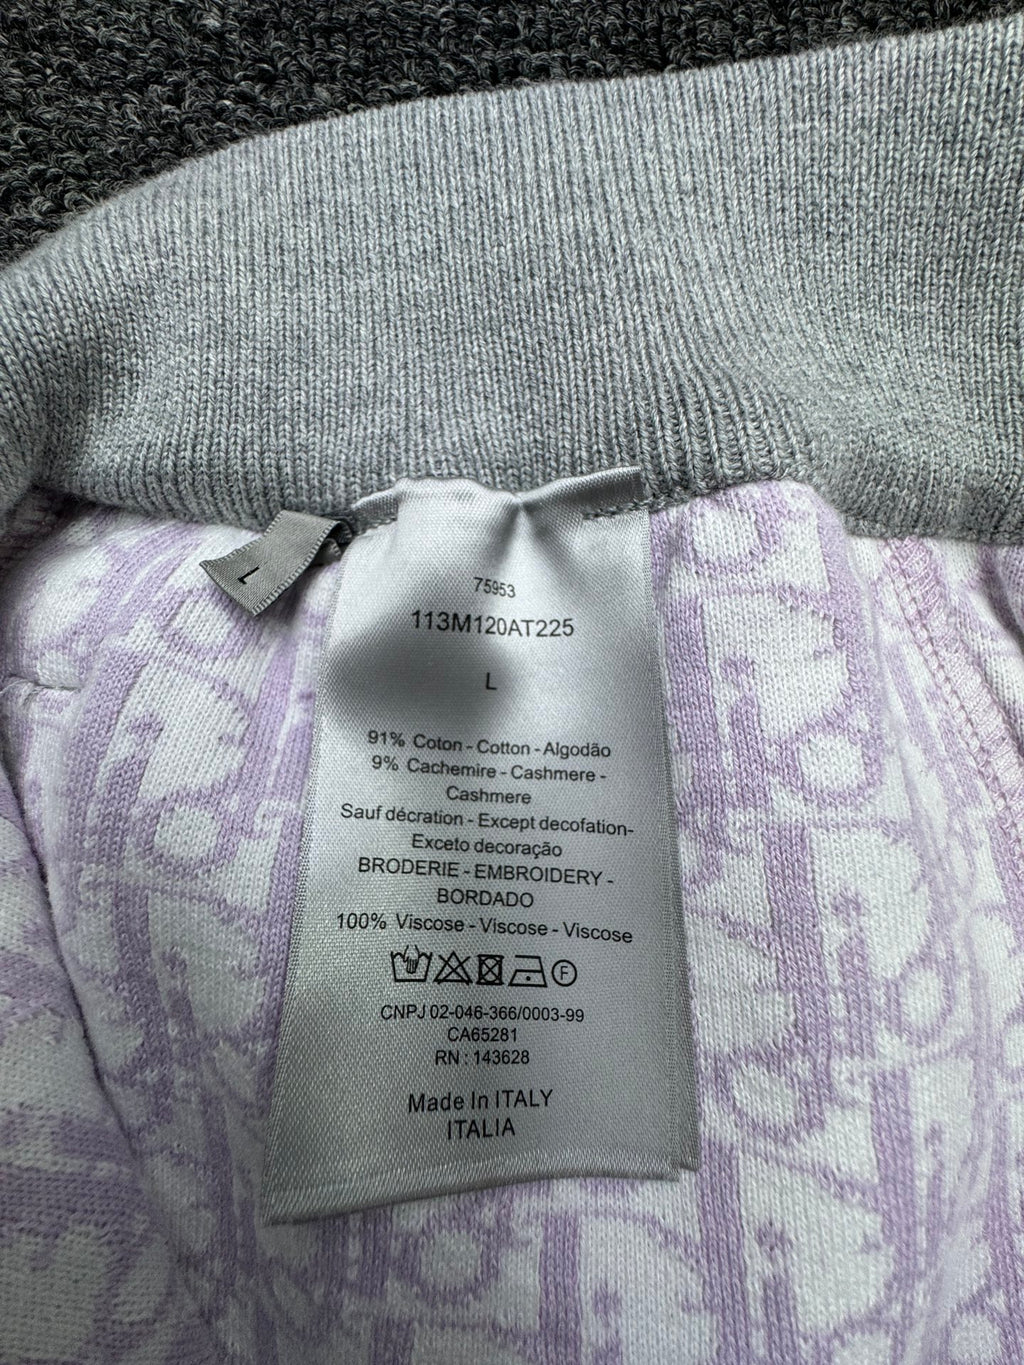 L
75953
113M120AT225
L
91% Coton - Cotton - Algodão
9% Cachemire - Cashmere -
Cashmere
Sauf décration - Except decofation-
Exceto decoração
BRODERIE - EMBROIDERY -
BORDADO
100% Viscose - Viscose - Viscose
F
CNPJ 02-046-366/0003-99
CA65281
RN : 143628
Made In ITALY
ITALIA